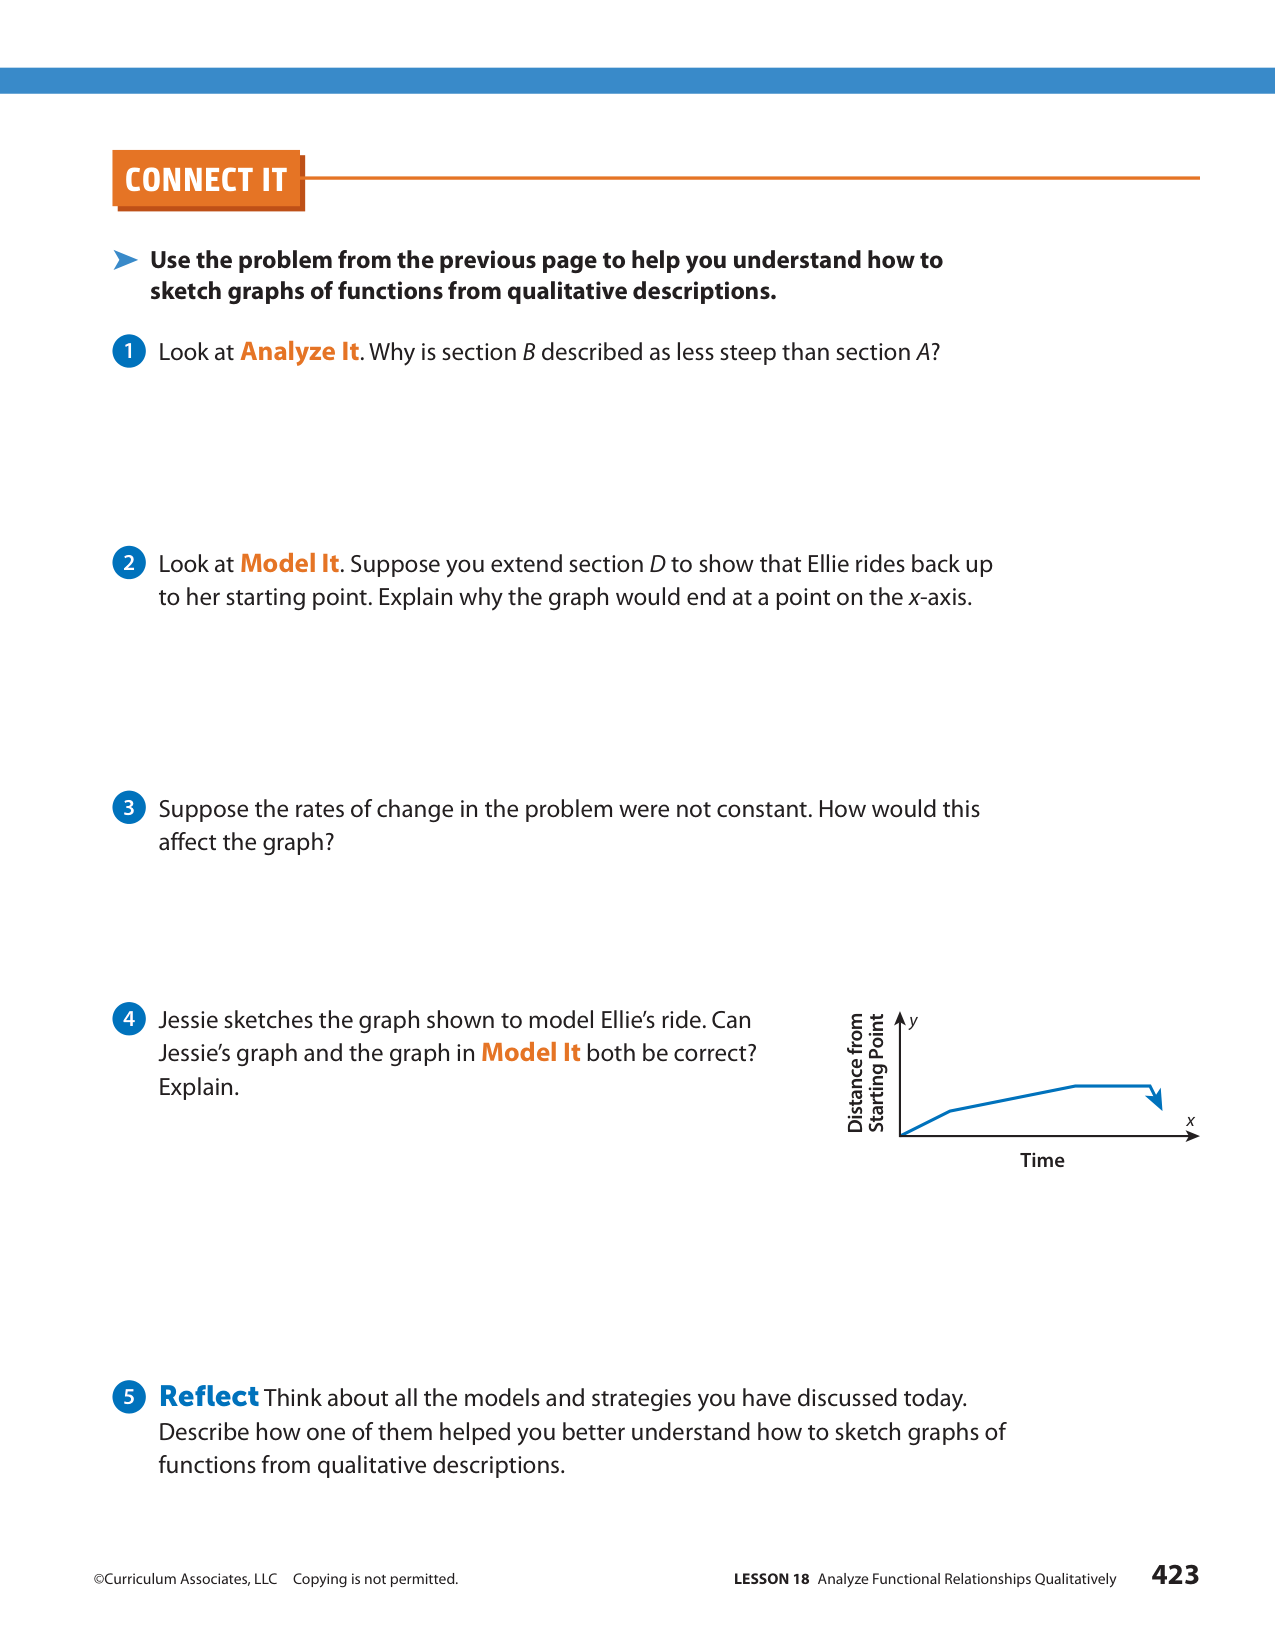 CONNECT IT
Use the problem from the previous page to help you understand how to
sketch graphs of functions from qualitative descriptions.
1 Look at Analyze It. Why is section B described as less steep than section A?
2 Look at Model It. Suppose you extend section D to show that Ellie rides back up
to her starting point. Explain why the graph would end at a point on the x-axis.
3 Suppose the rates of change in the problem were not constant. How would this
affect the graph?
4 Jessie sketches the graph shown to model Ellie's ride. Can
Jessie's graph and the graph in Model It both be correct?
Explain.
Distance from
Starting Point
y
x
Time
5 Reflect Think about all the models and strategies you have discussed today.
Describe how one of them helped you better understand how to sketch graphs of
functions from qualitative descriptions.
©Curriculum Associates, LLC Copying is not permitted.
LESSON 18 Analyze Functional Relationships Qualitatively 423